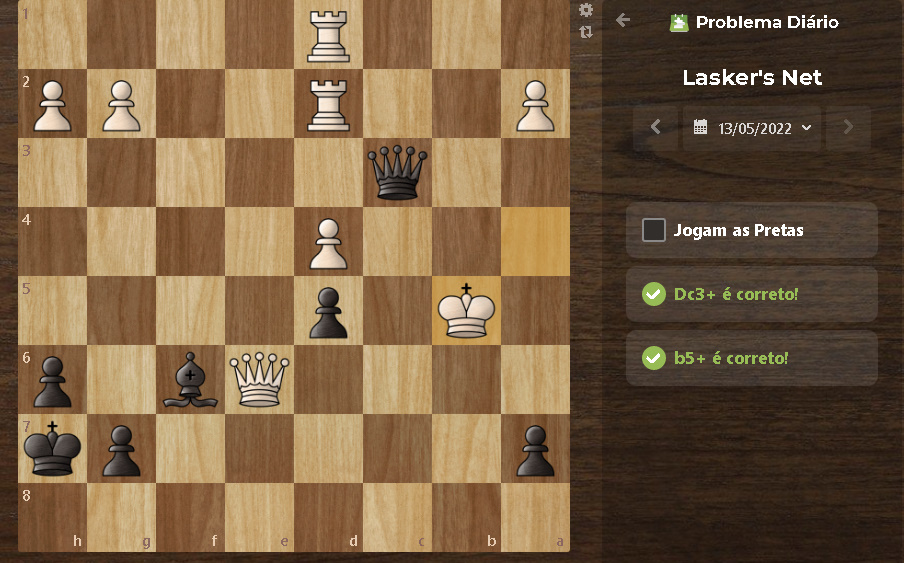 Problema Diário
Lasker's Net
13/05/2022
Jogam as Pretas
Dc3+ é correto!
b5+ é correto!
1
2
3
4
5
6
7
8
h g f e d c b a